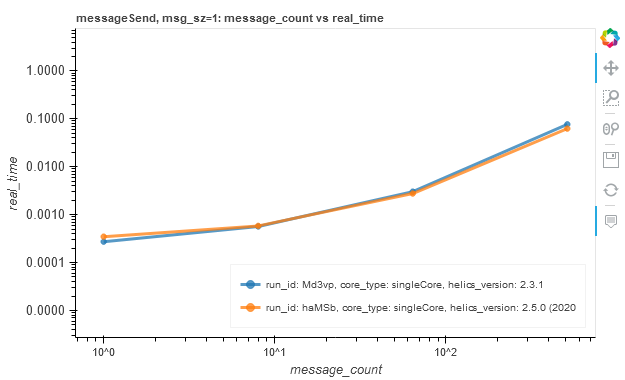 messageSend, msg_sz=1: message_count vs real_time
1.0000
0.1000
0.0100
0.0010
0.0001
0.0000
real_time
run_id: Md3vp, core_type: singleCore, helics_version: 2.3.1
run_id: haMSb, core_type: singleCore, helics_version: 2.5.0 (2020
10^0
10^1
10^2
message_count